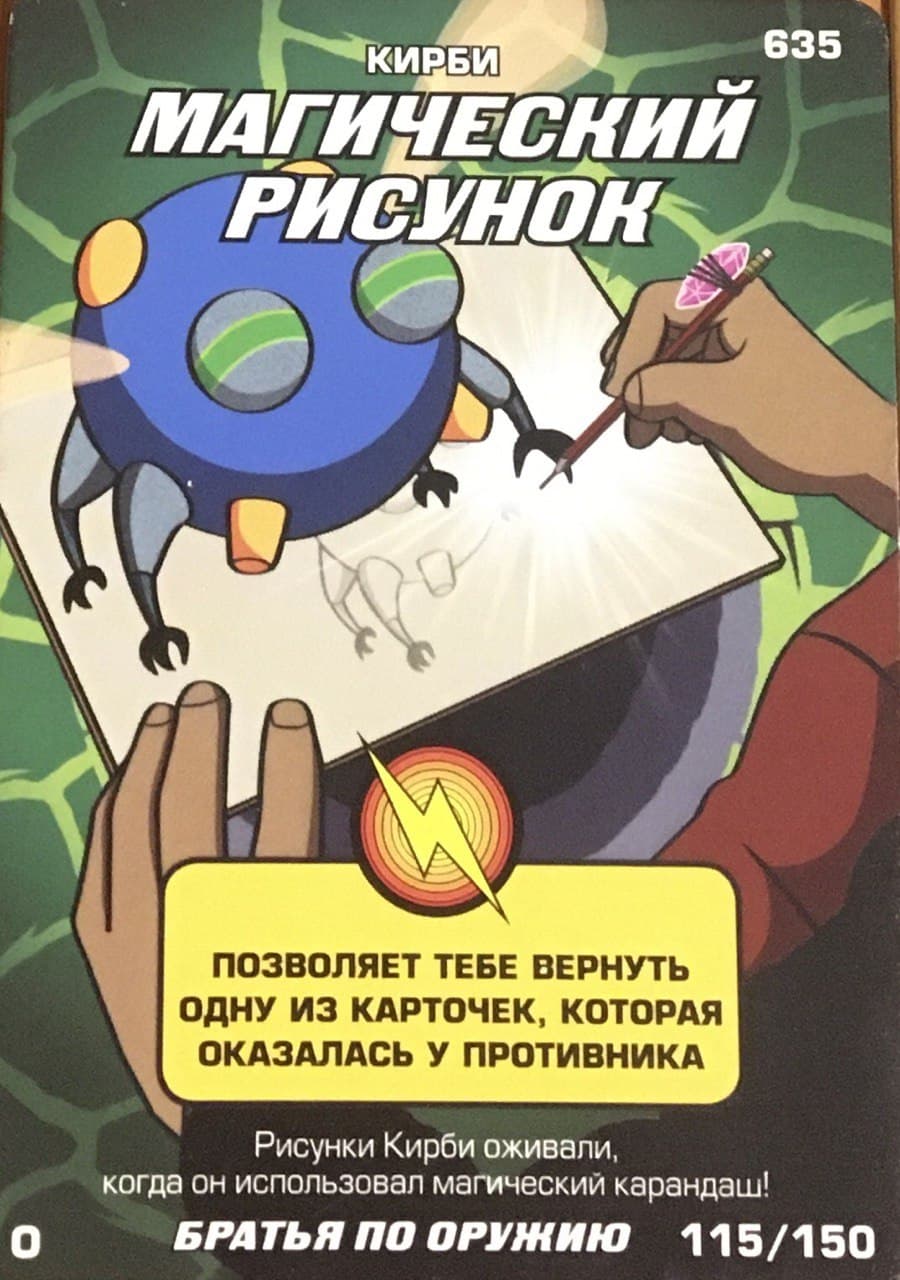 635
КИРБИ
МАГИЧЕСКИЙ
РИСУНОК
ПОЗВОЛЯЕТ ТЕБЕ ВЕРНУТЬ
ОДНУ ИЗ КАРТОЧЕК, КОТОРАЯ
ОКАЗАЛАСЬ У ПРОТИВНИКА
Рисунки Кирби оживали,
когда он использовал магический карандаш!
0 БРАТЬЯ ПО ОРУЖИЮ 115/150